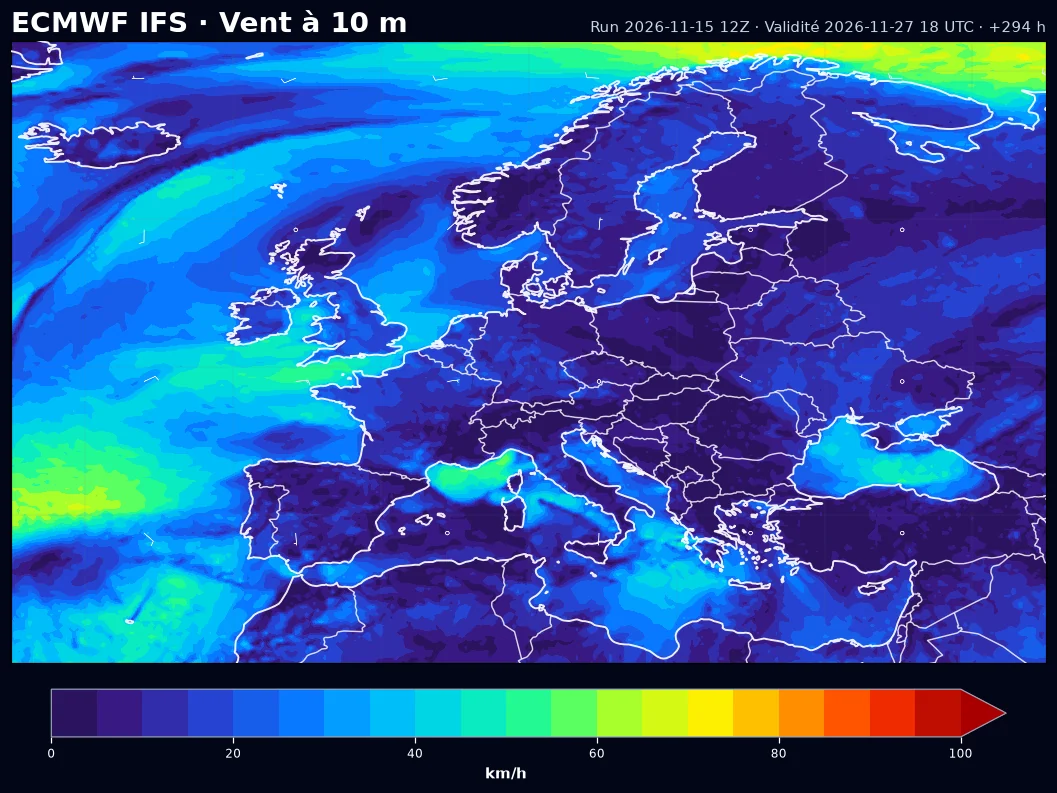 ECMWF IFS · Vent à 10 m
Run 2026-11-15 12Z · Validité 2026-11-27 18 UTC · +294 h
0 20 40 60 80 100
km/h